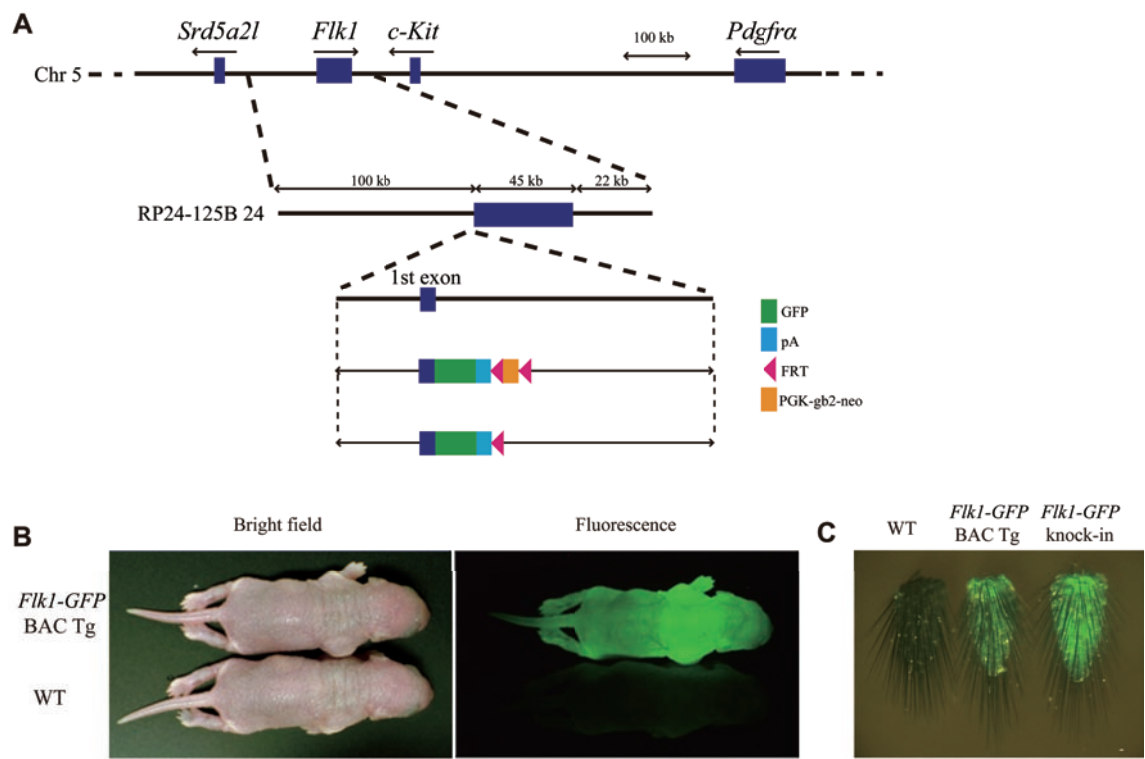 A
Srd5a2l Flk1 c-Kit 100 kb Pdgfrα
Chr 5
100 kb 45 kb 22 kb
RP24-125B 24
1st exon
GFP
pA
FRT
PGK-gb2-neo
B
Bright field Fluorescence
Flk1-GFP
BAC Tg
WT
C
WT
Flk1-GFP
BAC Tg
Flk1-GFP
knock-in